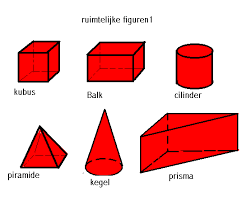 ruimtelijke figuren1
kubus
Balk
cilinder
piramide
kegel
prisma